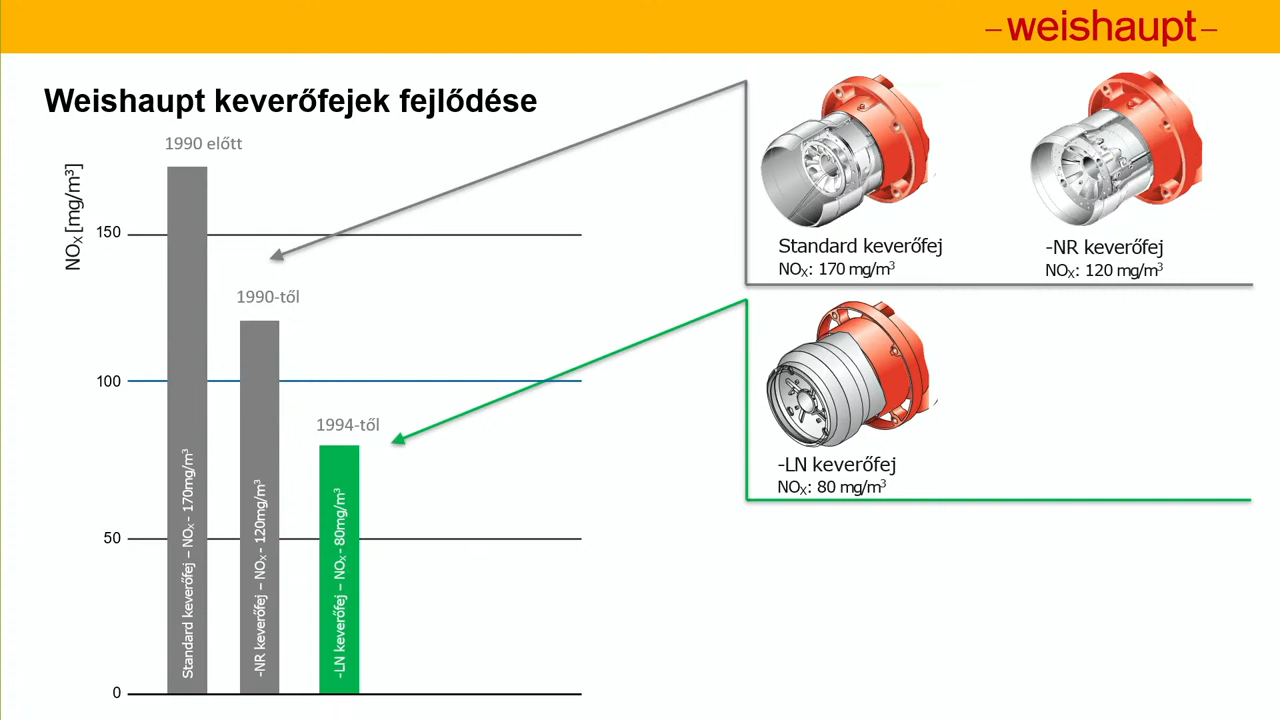 –weishaupt–
Weishaupt keverőfejek fejlődése
1990 előtt
NOX [mg/m³]
150
1990-től
100
1994-től
50
0
Standard keverőfej – NOX - 170mg/m³
-NR keverőfej – NOX - 120mg/m³
-LN keverőfej – NOX - 80mg/m³
Standard keverőfej
NOX: 170 mg/m³
-NR keverőfej
NOX: 120 mg/m³
-LN keverőfej
NOX: 80 mg/m³